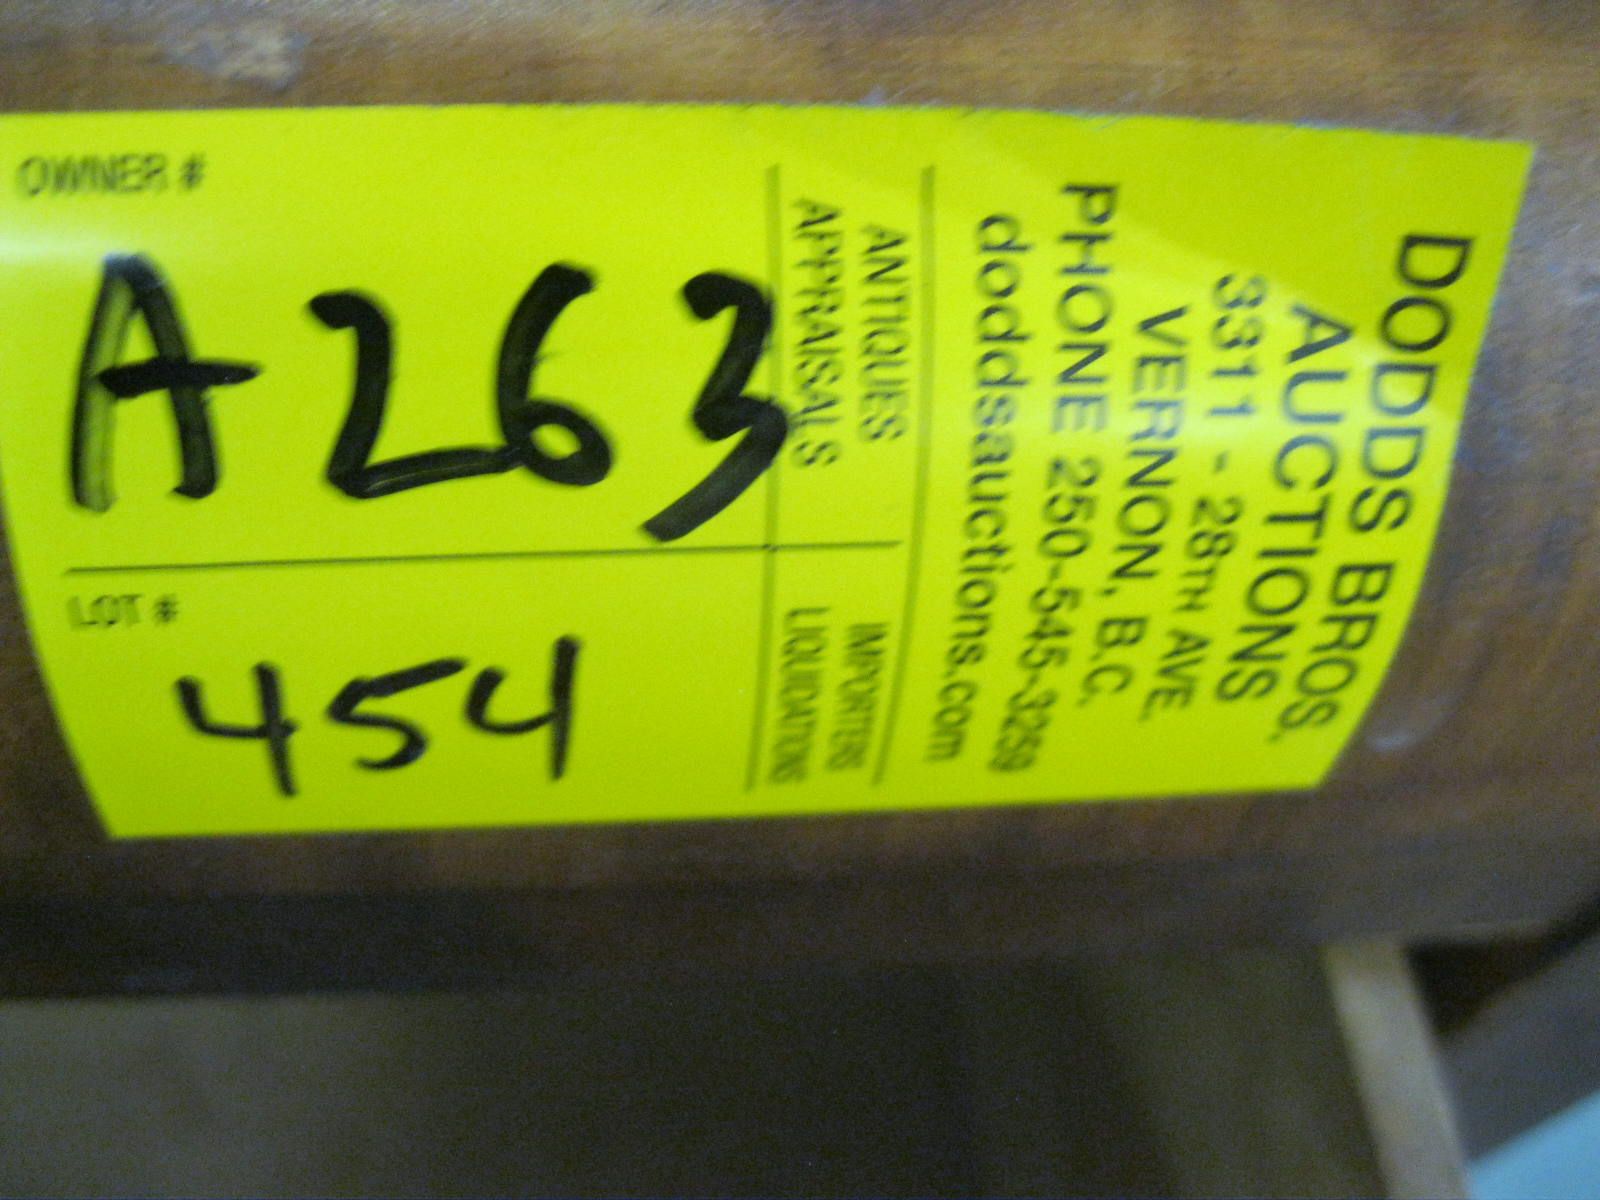 DODDS BROS.
AUCTIONS
3311 - 28TH AVE.
VERNON, B.C.
PHONE 250-545-3259
doddsauctions.com
ANTIQUES
APPRAISALS
IMPORTERS
LIQUIDATIONS
OWNER #
A263
LOT #
454